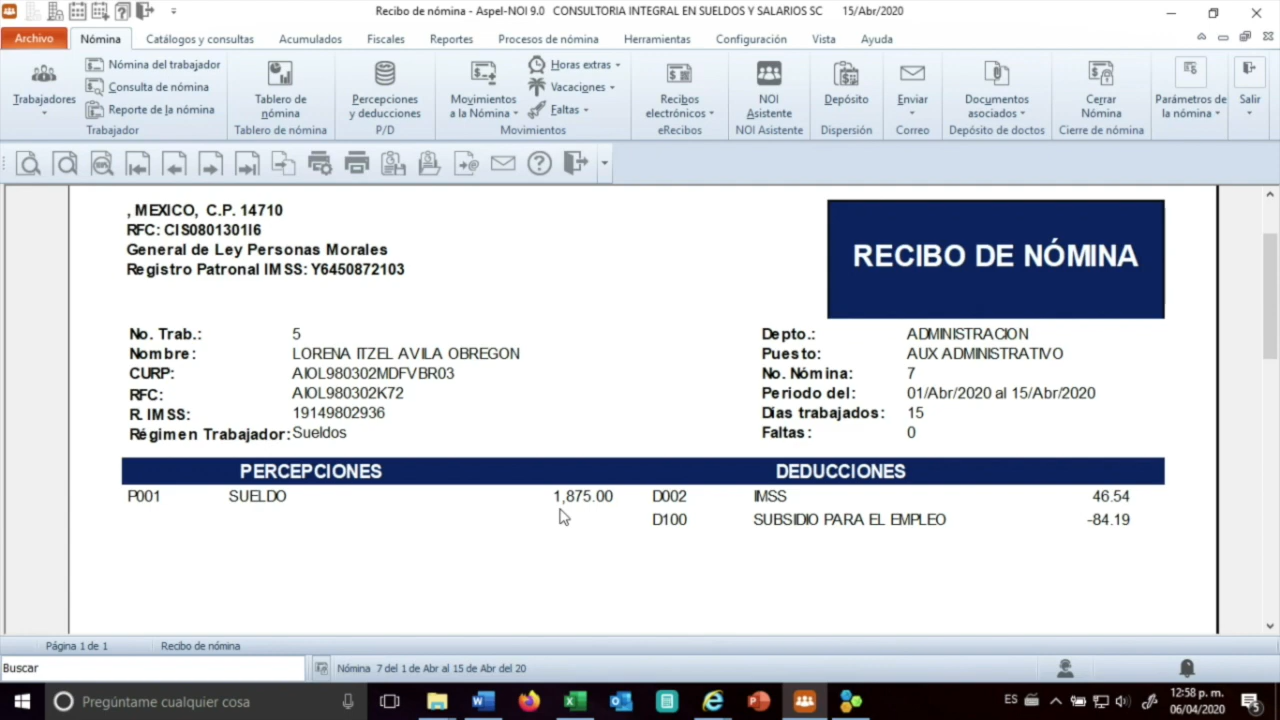 Recibo de nómina - Aspel-NOI 9.0 CONSULTORIA INTEGRAL EN SUELDOS Y SALARIOS SC 15/Abr/2020
Archivo Nómina Catálogos y consultas Acumulados Fiscales Reportes Procesos de nómina Herramientas Configuración Vista Ayuda
Trabajadores
Nómina del trabajador
Consulta de nómina
Reporte de la nómina
Trabajador
Tablero de nómina
Tablero de nómina
Percepciones y deducciones
P/D
Movimientos a la Nómina
Horas extras
Vacaciones
Faltas
Movimientos
Recibos electrónicos
eRecibos
NOI Asistente
NOI Asistente
Depósito
Dispersión
Enviar
Correo
Documentos asociados
Depósito de doctos
Cerrar Nómina
Cierre de nómina
Parámetros de la nómina
Salir
, MEXICO, C.P. 14710
RFC: CIS0801301I6
General de Ley Personas Morales
Registro Patronal IMSS: Y6450872103
RECIBO DE NÓMINA
No. Trab.: 5
Nombre: LORENA ITZEL AVILA OBREGON
CURP: AIOL980302MDFVBR03
RFC: AIOL980302K72
R. IMSS: 19149802936
Régimen Trabajador: Sueldos
Depto.: ADMINISTRACION
Puesto: AUX ADMINISTRATIVO
No. Nómina: 7
Periodo del: 01/Abr/2020 al 15/Abr/2020
Días trabajados: 15
Faltas: 0
PERCEPCIONES DEDUCCIONES
P001 SUELDO 1,875.00 D002 IMSS 46.54
D100 SUBSIDIO PARA EL EMPLEO -84.19
Página 1 de 1 Recibo de nómina
Buscar Nómina 7 del 1 de Abr al 15 de Abr del 20
Pregúntame cualquier cosa
ES
12:58 p. m.
06/04/2020
5